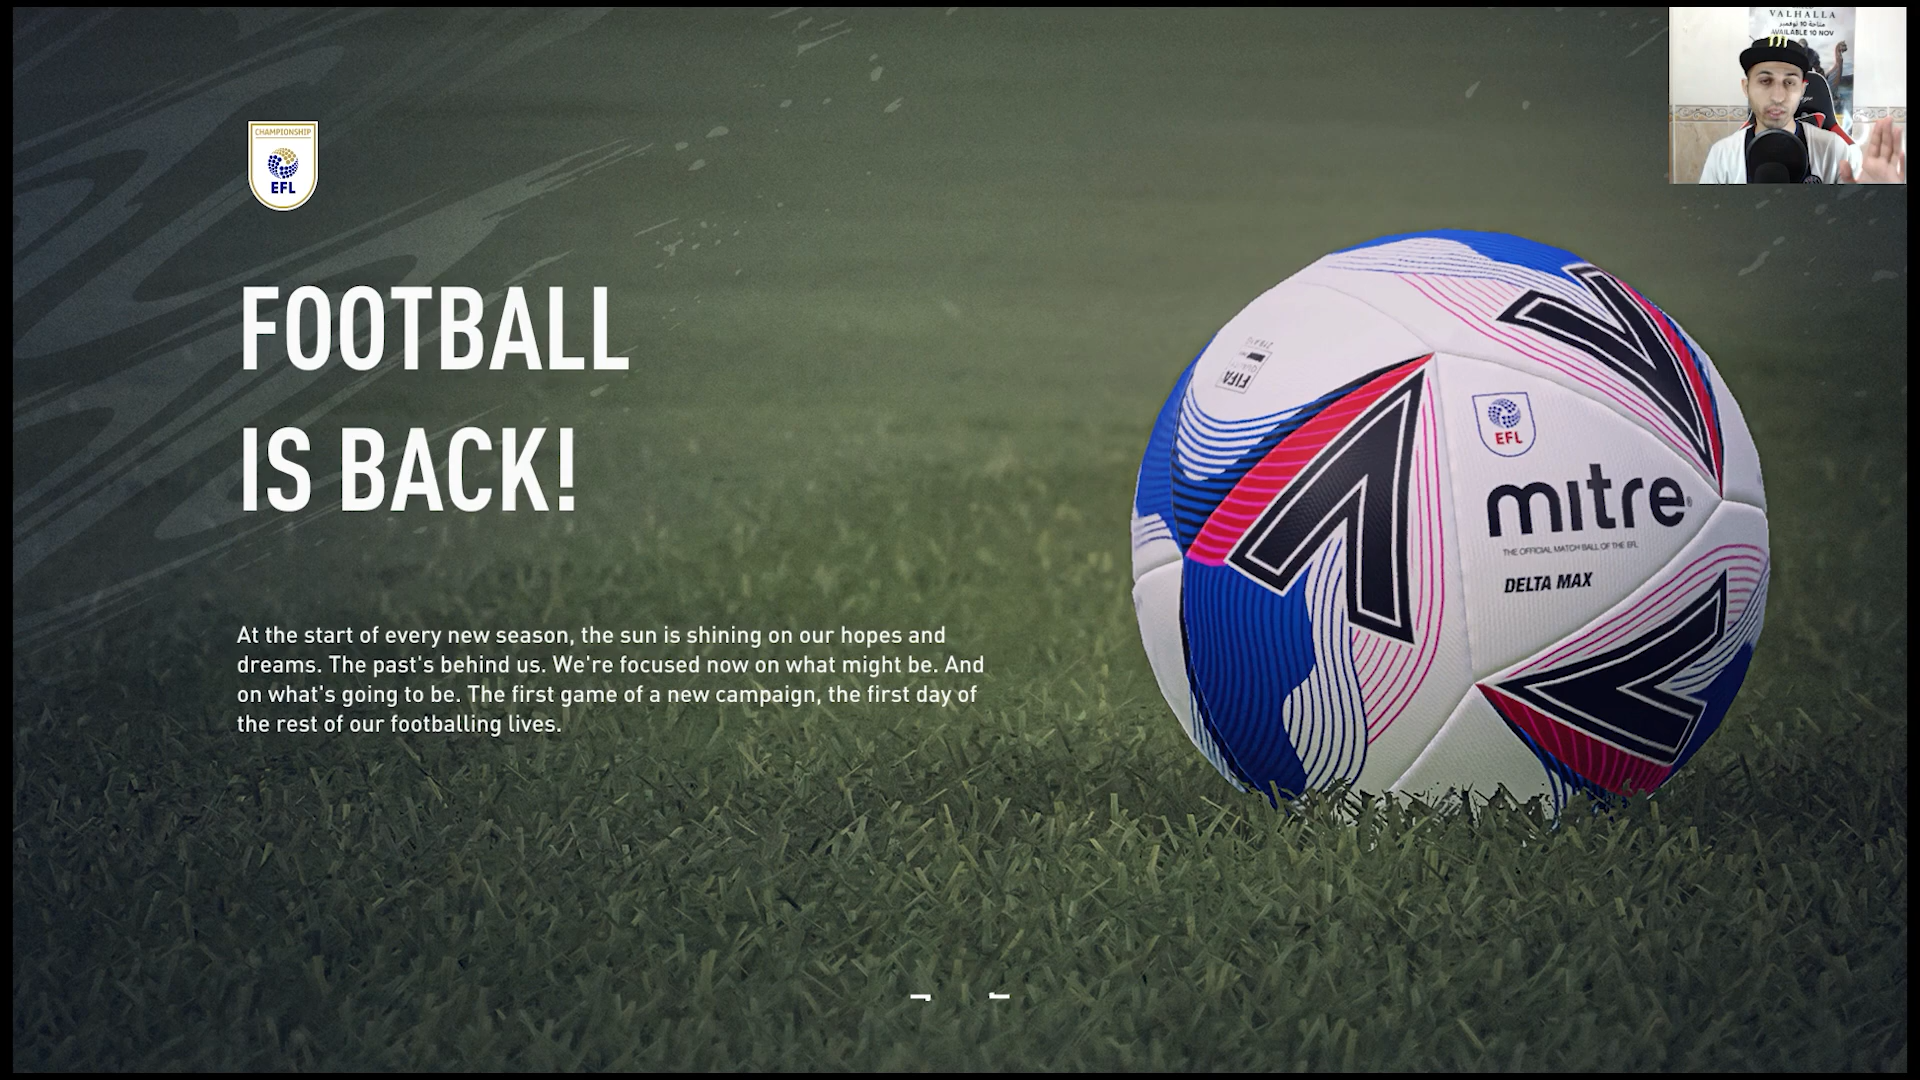 VALHALLA
متاحة 10 نوفمبر
AVAILABLE 10 NOV
CHAMPIONSHIP
EFL
FOOTBALL
IS BACK!
At the start of every new season, the sun is shining on our hopes and
dreams. The past's behind us. We're focused now on what might be. And
on what's going to be. The first game of a new campaign, the first day of
the rest of our footballing lives.
FIFA
EFL
mitre
THE OFFICIAL MATCH BALL OF THE EFL
DELTA MAX